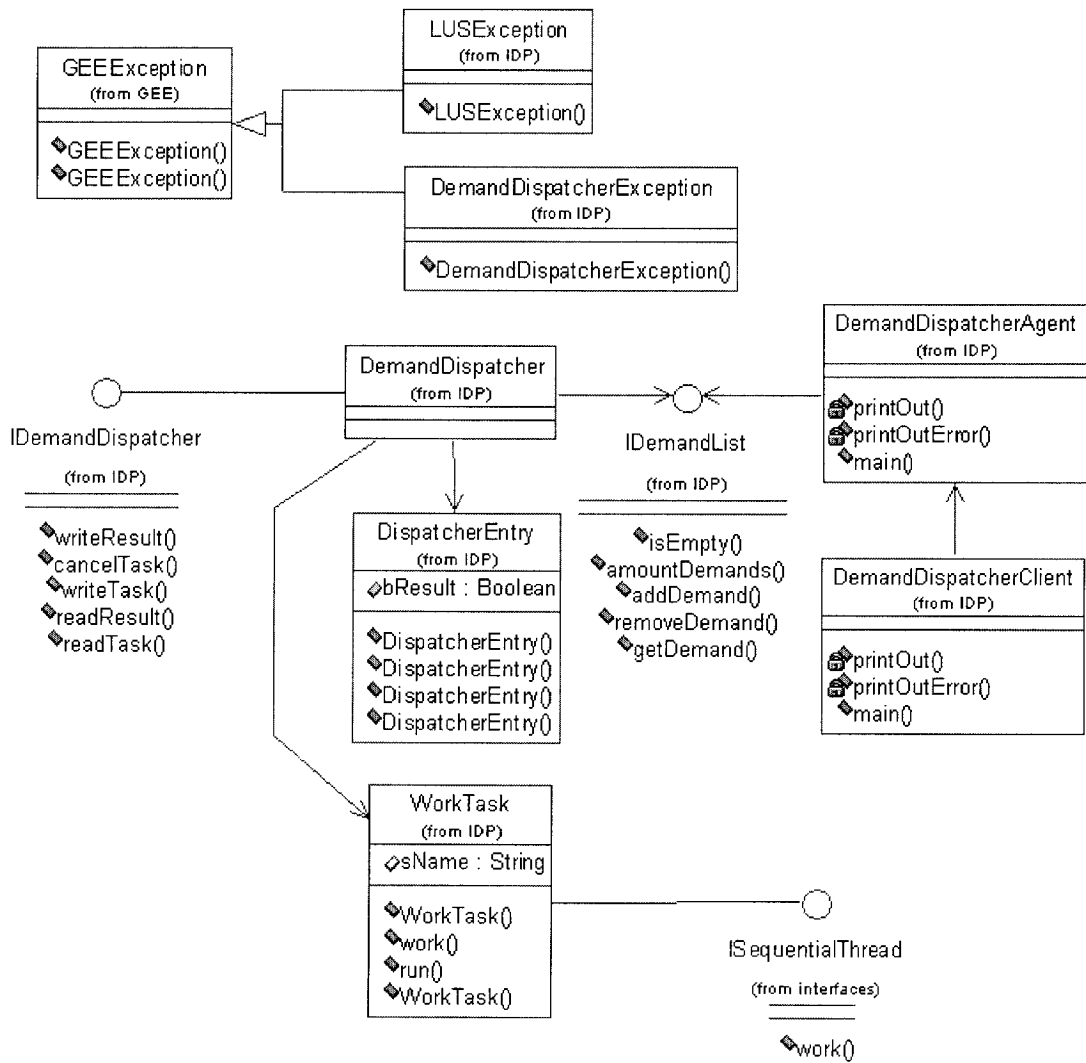 LUSException
(from IDP)
LUSException()
GEEException
(from GEE)
GEEException()
GEEException()
DemandDispatcherException
(from IDP)
DemandDispatcherException()
DemandDispatcherAgent
(from IDP)
printOut()
printOutError()
main()
DemandDispatcher
(from IDP)
IDemandDispatcher
(from IDP)
writeResult()
cancelTask()
writeTask()
readResult()
readTask()
IDemandList
(from IDP)
isEmpty()
amountDemands()
addDemand()
removeDemand()
getDemand()
DispatcherEntry
(from IDP)
bResult : Boolean
DispatcherEntry()
DispatcherEntry()
DispatcherEntry()
DispatcherEntry()
DemandDispatcherClient
(from IDP)
printOut()
printOutError()
main()
WorkTask
(from IDP)
sName : String
WorkTask()
work()
run()
WorkTask()
ISequentialThread
(from interfaces)
work()